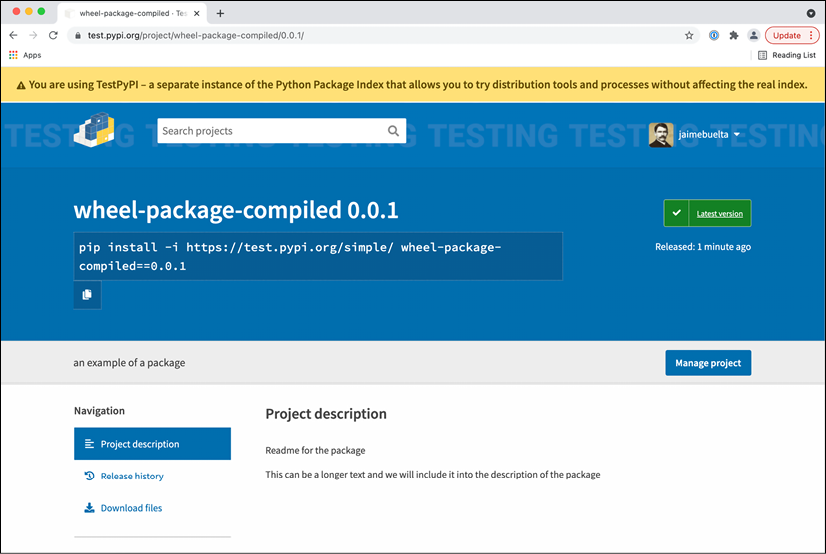 wheel-package-compiled · Tes
test.pypi.org/project/wheel-package-compiled/0.0.1/
Update
Apps
Reading List
You are using TestPyPI – a separate instance of the Python Package Index that allows you to try distribution tools and processes without affecting the real index.
TESTING TESTING TESTING TESTING TESTING TESTING
Search projects
jaimebuelta
wheel-package-compiled 0.0.1
Latest version
pip install -i https://test.pypi.org/simple/ wheel-package-
compiled==0.0.1
Released: 1 minute ago
an example of a package
Manage project
Navigation
Project description
Project description
Readme for the package
Release history
This can be a longer text and we will include it into the description of the package
Download files